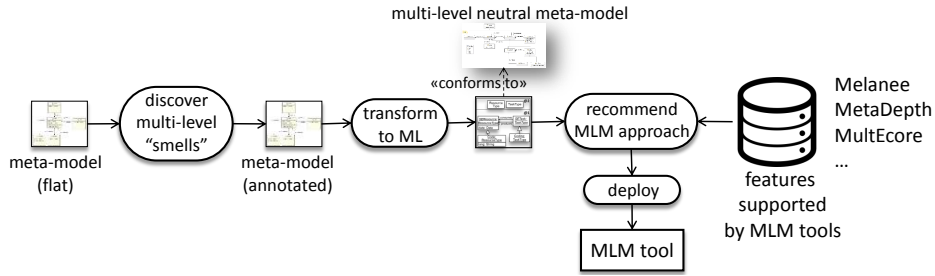 multi-level neutral meta-model
«conforms to»
discover
multi-level
“smells”
transform
to ML
recommend
MLM approach
Melanee
MetaDepth
MultEcore
...
meta-model
(flat)
meta-model
(annotated)
deploy
MLM tool
features
supported
by MLM tools